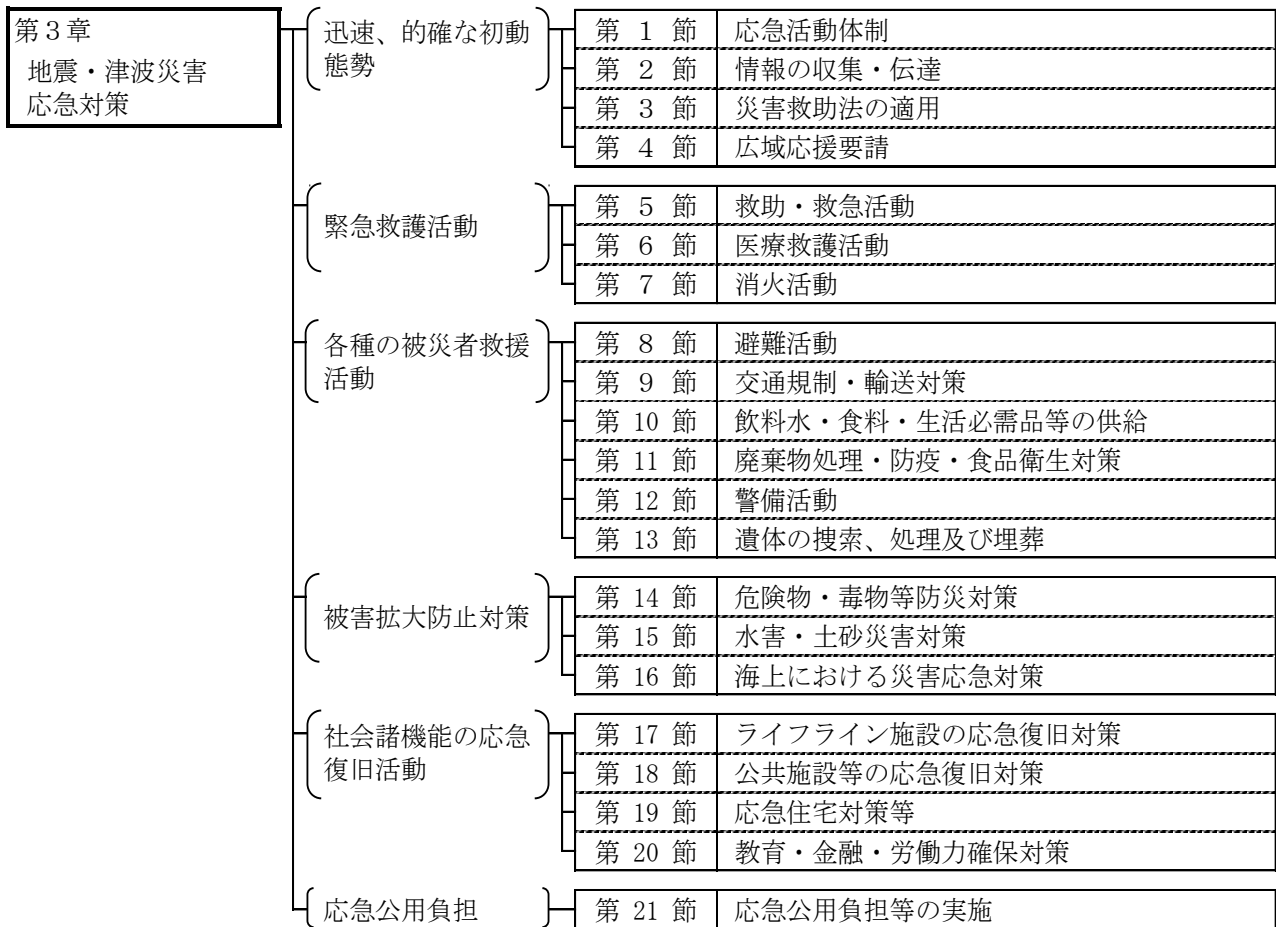 第３章
地震・津波災害
応急対策
迅速、的確な初動
態勢
第 1 節 応急活動体制
第 2 節 情報の収集・伝達
第 3 節 災害救助法の適用
第 4 節 広域応援要請
緊急救護活動
第 5 節 救助・救急活動
第 6 節 医療救護活動
第 7 節 消火活動
各種の被災者救援
活動
第 8 節 避難活動
第 9 節 交通規制・輸送対策
第 10 節 飲料水・食料・生活必需品等の供給
第 11 節 廃棄物処理・防疫・食品衛生対策
第 12 節 警備活動
第 13 節 遺体の捜索、処理及び埋葬
被害拡大防止対策
第 14 節 危険物・毒物等防災対策
第 15 節 水害・土砂災害対策
第 16 節 海上における災害応急対策
社会諸機能の応急
復旧活動
第 17 節 ライフライン施設の応急復旧対策
第 18 節 公共施設等の応急復旧対策
第 19 節 応急住宅対策等
第 20 節 教育・金融・労働力確保対策
応急公用負担
第 21 節 応急公用負担等の実施